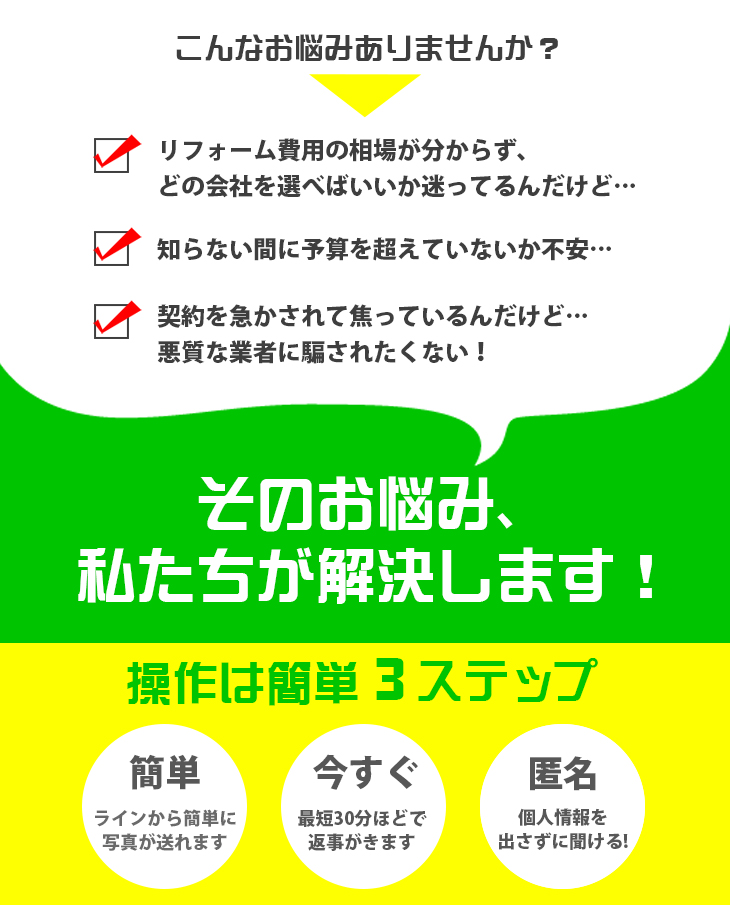 こんなお悩みありませんか？
リフォーム費用の相場が分からず、
どの会社を選べばいいか迷ってるんだけど…
知らない間に予算を超えていないか不安…
契約を急かされて焦っているんだけど…
悪質な業者に騙されたくない！
そのお悩み、
私たちが解決します！
操作は簡単３ステップ
簡単
ラインから簡単に
写真が送れます
今すぐ
最短30分ほどで
返事がきます
匿名
個人情報を
出さずに聞ける!